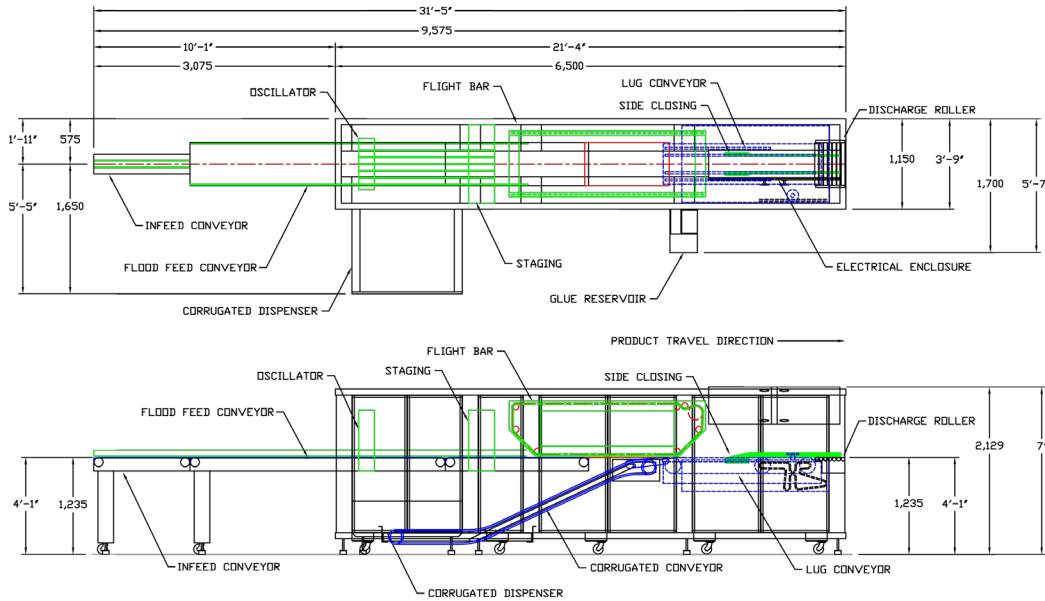 31'-5"
9,575
10'-1"
21'-4"
3,075
6,500
OSCILLATOR
FLIGHT BAR
LUG CONVEYOR
SIDE CLOSING
DISCHARGE ROLLER
1'-11"
575
1,150
3'-9"
1,700
5'-7
5'-5"
1,650
INFEED CONVEYOR
FLOOD FEED CONVEYOR
STAGING
ELECTRICAL ENCLOSURE
CORRUGATED DISPENSER
GLUE RESERVOIR
S
PRODUCT TRAVEL DIRECTION
FLIGHT BAR
OSCILLATOR
STAGING
SIDE CLOSING
FLOOD FEED CONVEYOR
DISCHARGE ROLLER
2,129
7'
4'-1"
1,235
1,235
4'-1"
INFEED CONVEYOR
CORRUGATED CONVEYOR
LUG CONVEYOR
CORRUGATED DISPENSER